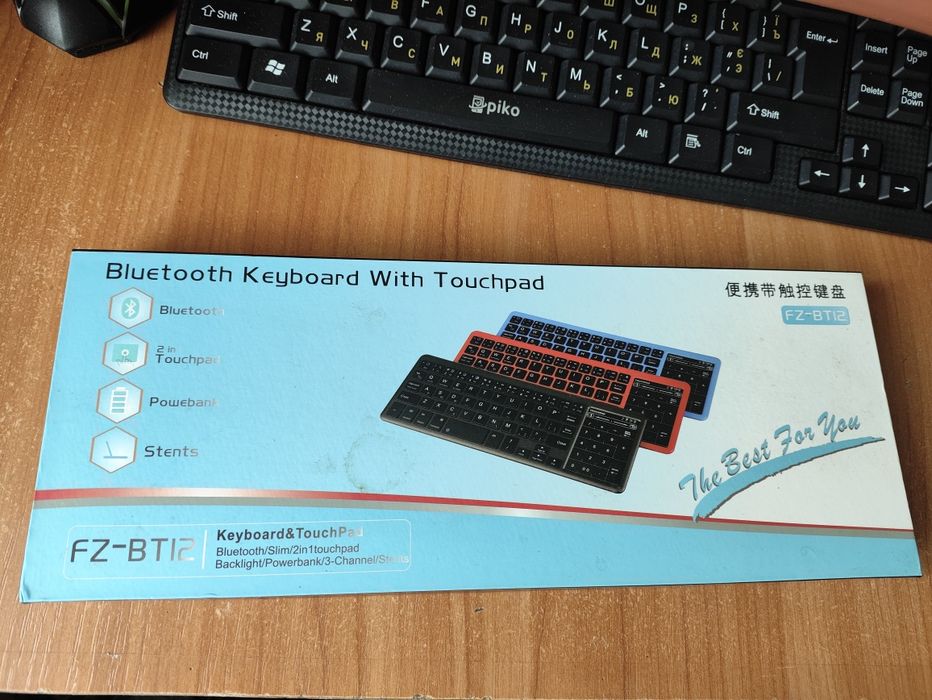 Shift
Z Я
X Ч
C С
V М
B И
N Т
M Ь
< , Б
> . Ю
? / .
Shift
Ctrl
Alt
piko
Alt
Ctrl
F А
G П
H Р
J О
K Л
L Д
: ; Ж
" ' Э Є
Enter
Insert
Page Up
Delete
Page Down
Bluetooth Keyboard With Touchpad
便携带触控键盘
FZ-BT12
Bluetooth
2 in
Touchpad
Powebank
Stents
The Best For You
FZ-BT12
Keyboard&TouchPad
Bluetooth/Slim/2in1touchpad
Backlight/Powerbank/3-Channel/Stents